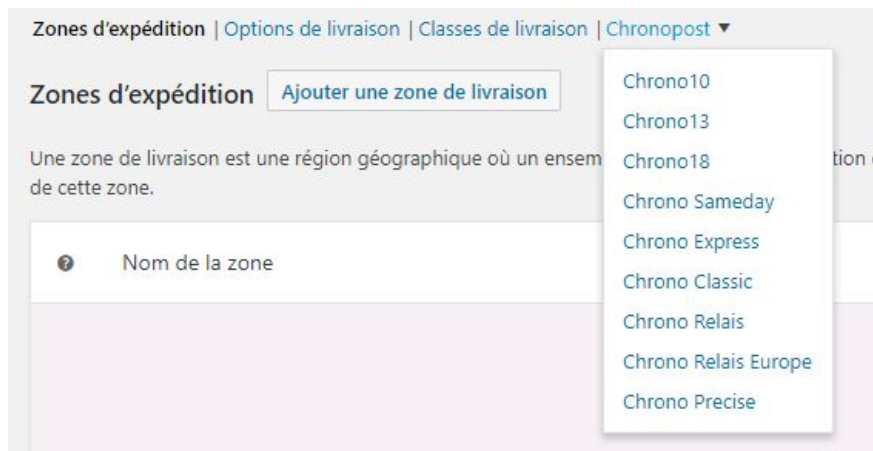 Zones d'expédition | Options de livraison | Classes de livraison | Chronopost ▼
Zones d'expédition Ajouter une zone de livraison
Une zone de livraison est une région géographique où un ensem
de cette zone.
Nom de la zone
Chrono10
Chrono13
Chrono18
Chrono Sameday
Chrono Express
Chrono Classic
Chrono Relais
Chrono Relais Europe
Chrono Precise